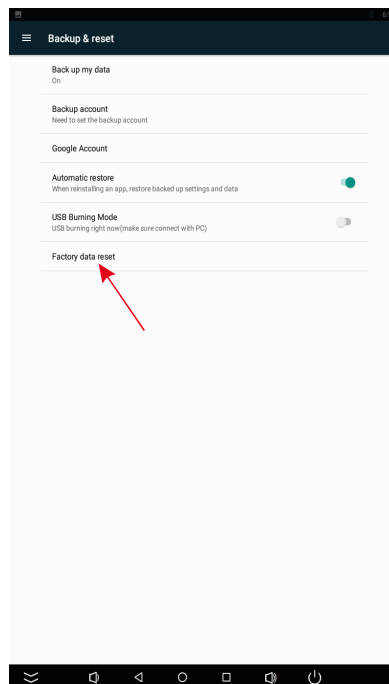 Backup & reset
Back up my data
On
Backup account
Need to set the backup account
Google Account
Automatic restore
When reinstalling an app, restore backed up settings and data
USB Burning Mode
USB burning right now(make sure connect with PC)
Factory data reset